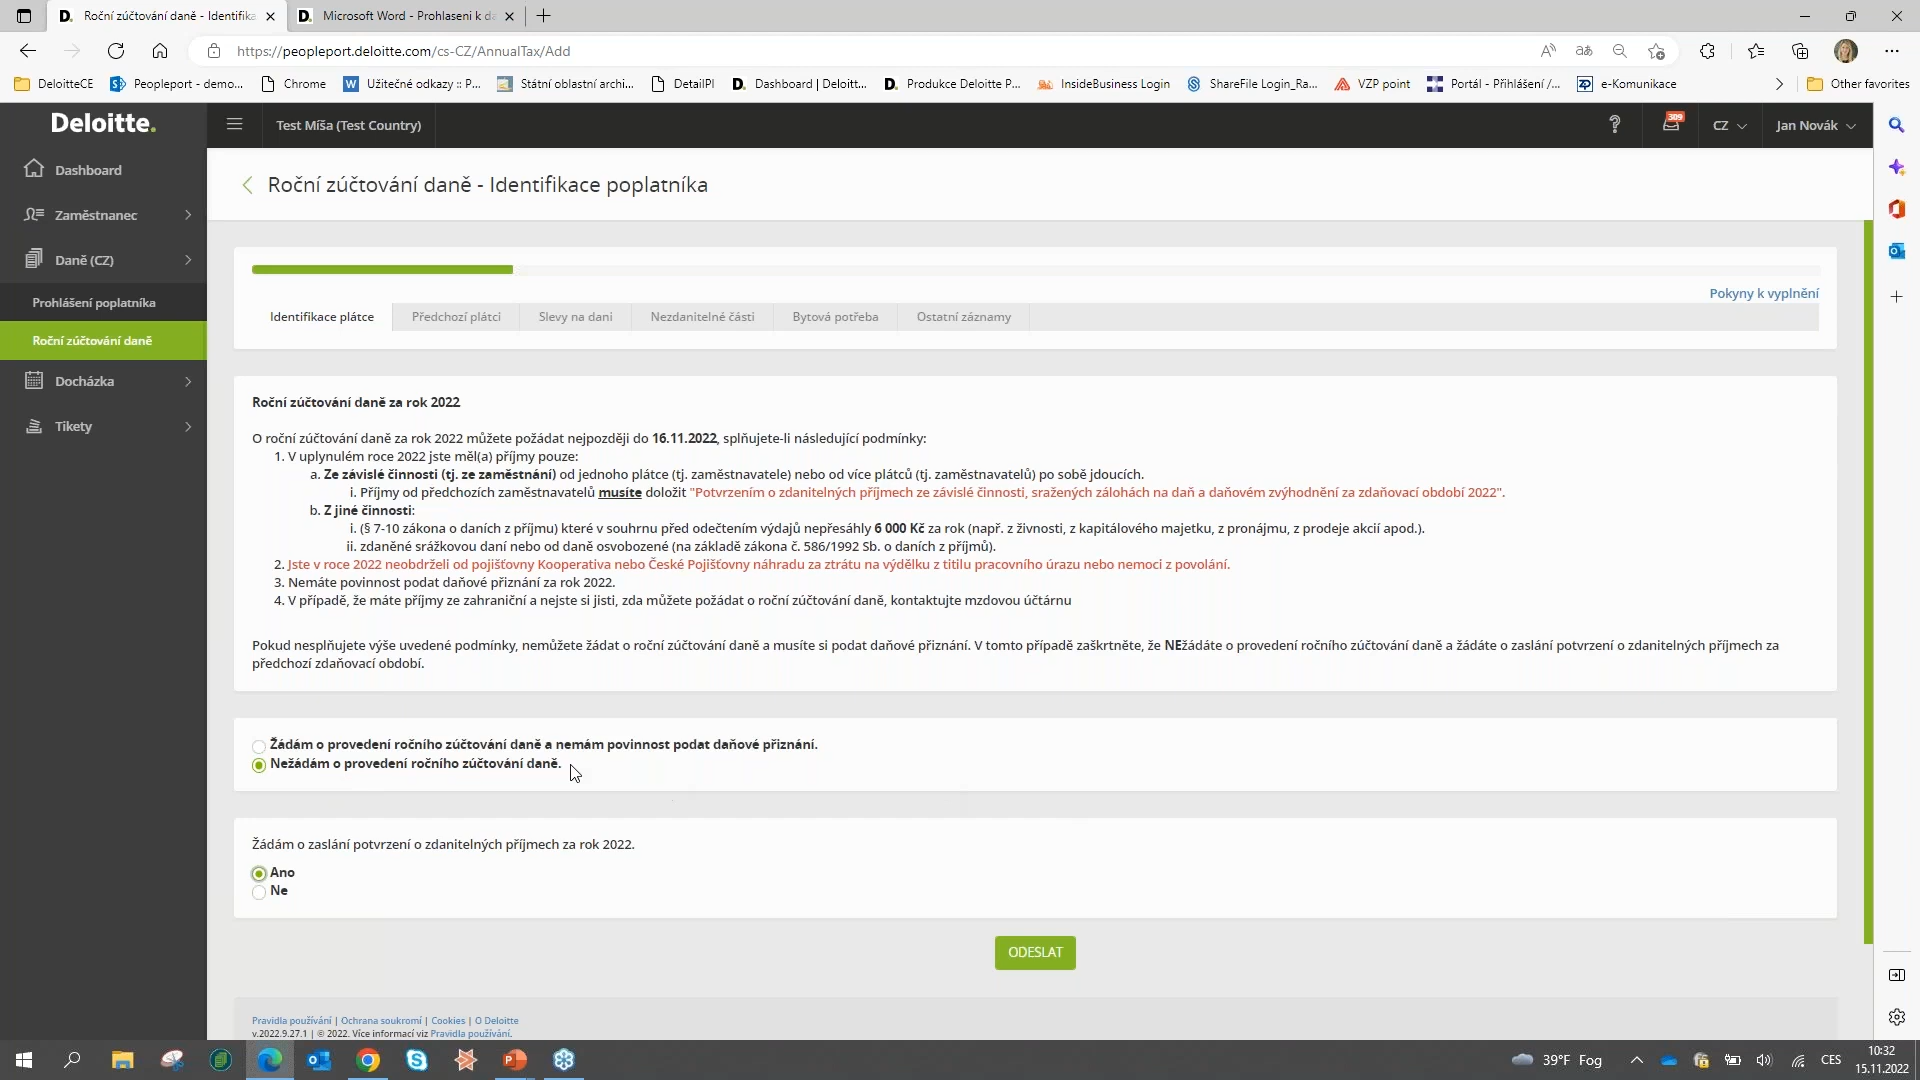 Roční zúčtování daně - Identifika
Microsoft Word - Prohlaseni k da
https://peopleport.deloitte.com/cs-CZ/AnnualTax/Add
DeloitteCE
Peopleport - demo...
Chrome
Užitečné odkazy :: P...
Státní oblastní archi...
DetailPI
Dashboard | Deloitt...
Produkce Deloitte P...
InsideBusiness Login
ShareFile Login_Ra...
VZP point
Portál - Přihlášení /...
e-Komunikace
Other favorites
Deloitte.
Test Míša (Test Country)
309
CZ
Jan Novák
Dashboard
Zaměstnanec
Daně (CZ)
Prohlášení poplatníka
Roční zúčtování daně
Docházka
Tikety
Roční zúčtování daně - Identifikace poplatníka
Pokyny k vyplnění
Identifikace plátce
Předchozí plátci
Slevy na dani
Nezdanitelné části
Bytová potřeba
Ostatní záznamy
Roční zúčtování daně za rok 2022
O roční zúčtování daně za rok 2022 můžete požádat nejpozději do 16.11.2022, splňujete-li následující podmínky:
1. V uplynulém roce 2022 jste měl(a) příjmy pouze:
a. Ze závislé činnosti (tj. ze zaměstnání) od jednoho plátce (tj. zaměstnavatele) nebo od více plátců (tj. zaměstnavatelů) po sobě jdoucích.
i. Příjmy od předchozích zaměstnavatelů musíte doložit "Potvrzením o zdanitelných příjmech ze závislé činnosti, sražených zálohách na daň a daňovém zvýhodnění za zdaňovací období 2022".
b. Z jiné činnosti:
i. (§ 7-10 zákona o daních z příjmu) které v souhrnu před odečtením výdajů nepřesáhly 6 000 Kč za rok (např. z živnosti, z kapitálového majetku, z pronájmu, z prodeje akcií apod.).
ii. zdaněné srážkovou daní nebo od daně osvobozené (na základě zákona č. 586/1992 Sb. o daních z příjmů).
2. Jste v roce 2022 neobdrželi od pojišťovny Kooperativa nebo České Pojišťovny náhradu za ztrátu na výdělku z titilu pracovního úrazu nebo nemoci z povolání.
3. Nemáte povinnost podat daňové přiznání za rok 2022.
4. V případě, že máte příjmy ze zahraniční a nejste si jisti, zda můžete požádat o roční zúčtování daně, kontaktujte mzdovou účtárnu
Pokud nesplňujete výše uvedené podmínky, nemůžete žádat o roční zúčtování daně a musíte si podat daňové přiznání. V tomto případě zaškrtněte, že NEžádáte o provedení ročního zúčtování daně a žádáte o zaslání potvrzení o zdanitelných příjmech za
předchozí zdaňovací období.
Žádám o provedení ročního zúčtování daně a nemám povinnost podat daňové přiznání.
Nežádám o provedení ročního zúčtování daně.
Žádám o zaslání potvrzení o zdanitelných příjmech za rok 2022.
Ano
Ne
ODESLAT
Pravidla používání | Ochrana soukromí | Cookies | O Deloitte
v.2022.9.27.1 | © 2022. Více informací viz Pravidla používání.
39°F Fog
CES
10:32
15.11.2022